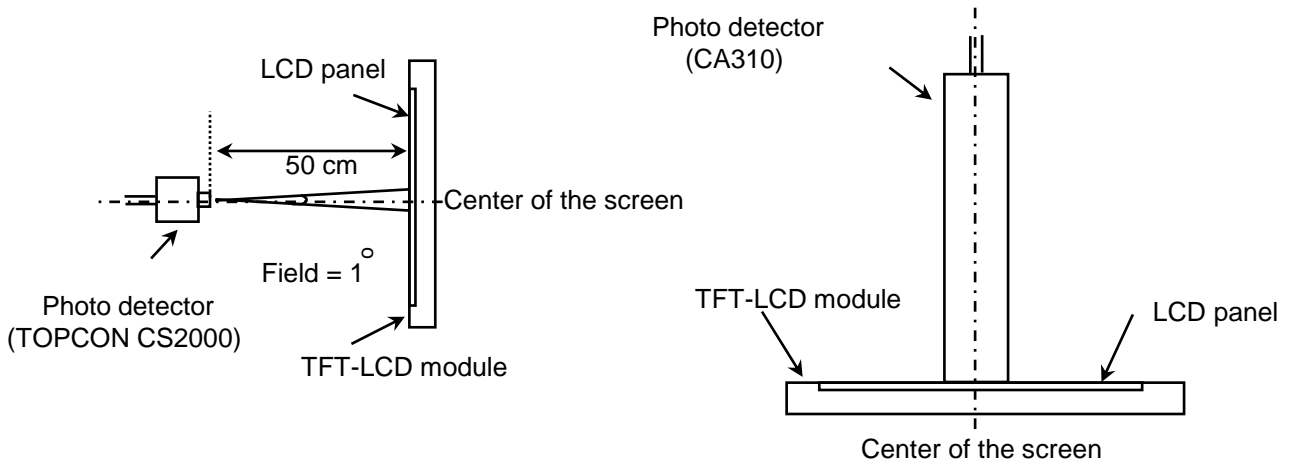 LCD panel
50 cm
Center of the screen
Field = 1°
Photo detector
(TOPCON CS2000)
TFT-LCD module
Photo detector
(CA310)
TFT-LCD module
LCD panel
Center of the screen